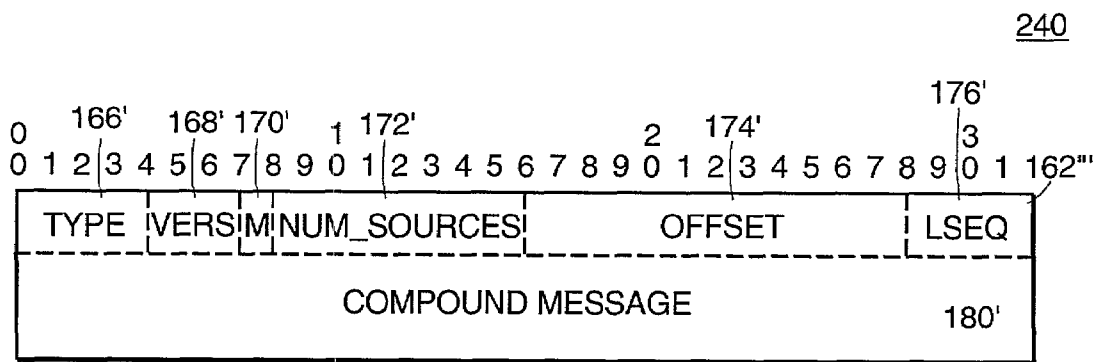 240
166' 168' 170' 172' 174' 176'
0 1 2 3
0 1 2 3 4 5 6 7 8 9 0 1 2 3 4 5 6 7 8 9 0 1 2 3 4 5 6 7 8 9 0 1 162'''
TYPE VERS M NUM_SOURCES OFFSET LSEQ
COMPOUND MESSAGE
180'